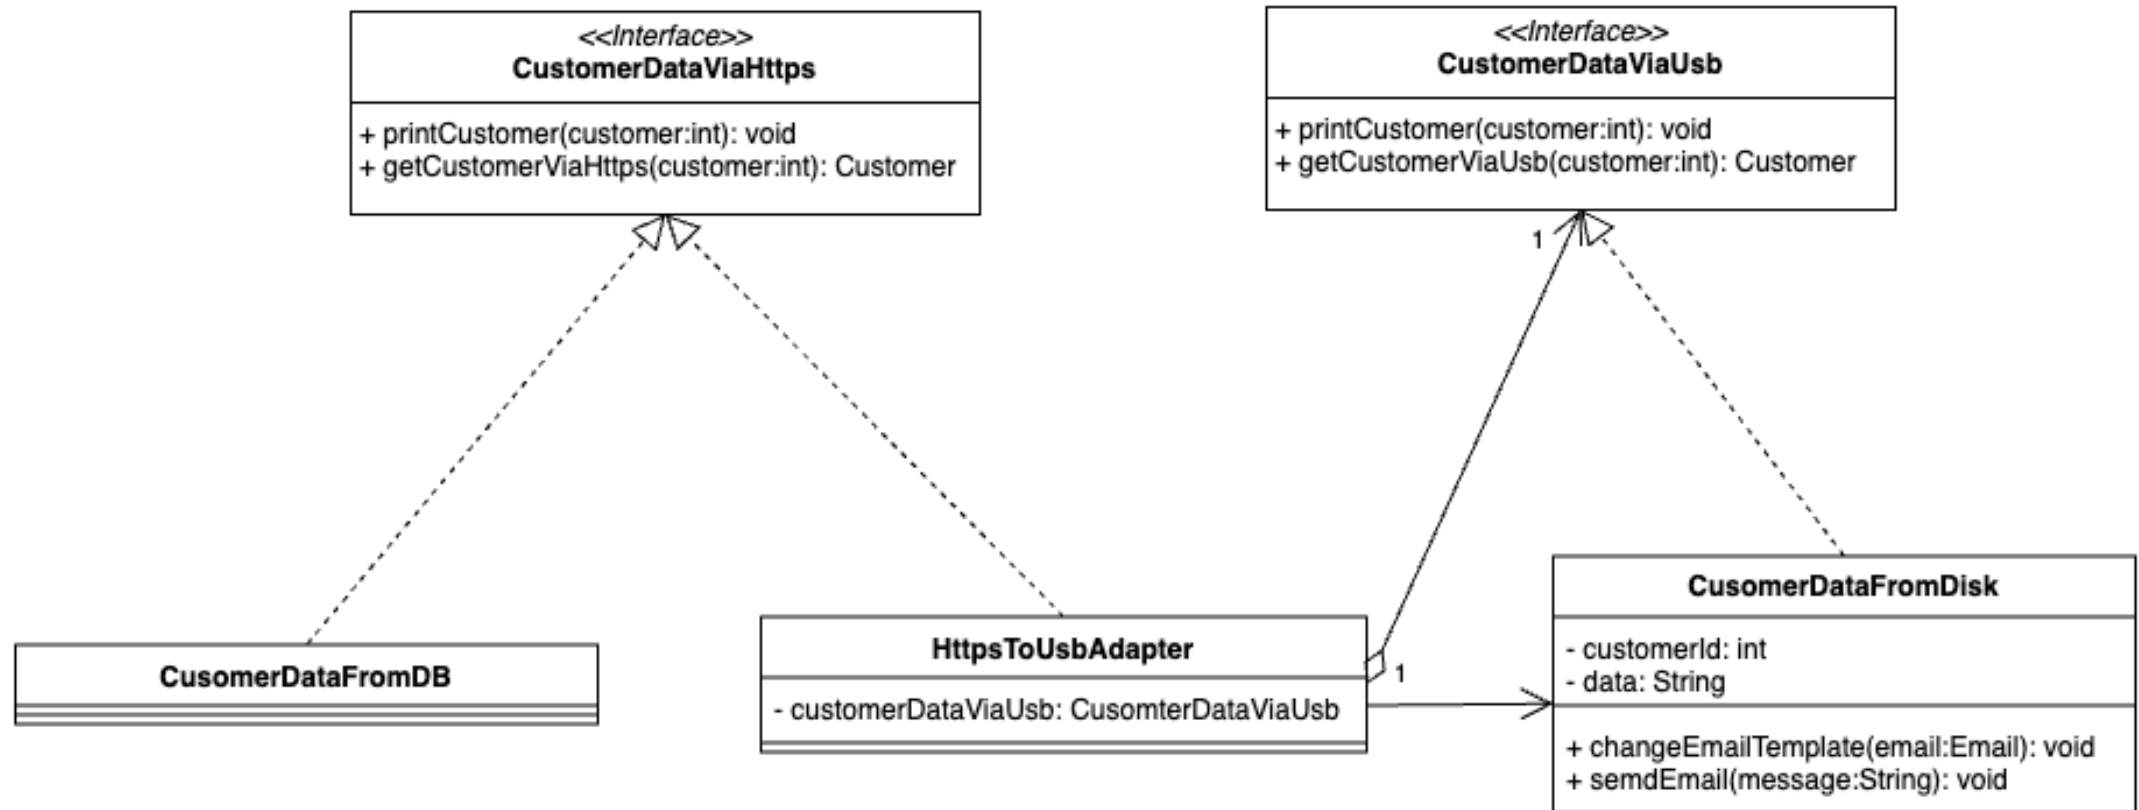 <<Interface>>
CustomerDataViaHttps
+ printCustomer(customer:int): void
+ getCustomerViaHttps(customer:int): Customer
<<Interface>>
CustomerDataViaUsb
+ printCustomer(customer:int): void
+ getCustomerViaUsb(customer:int): Customer
1
CusomerDataFromDB
HttpsToUsbAdapter
- customerDataViaUsb: CusomterDataViaUsb
1
CusomerDataFromDisk
- customerId: int
- data: String
+ changeEmailTemplate(email:Email): void
+ semdEmail(message:String): void